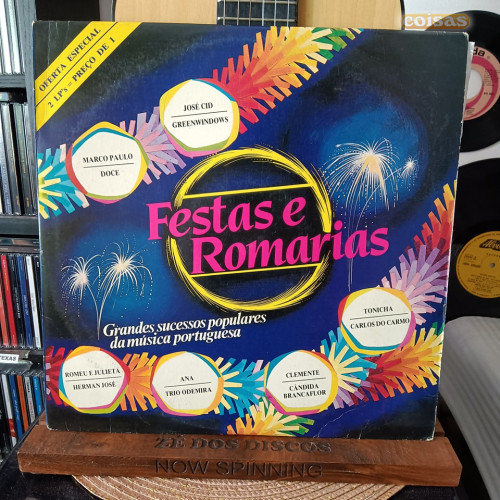 coisas
OFERTA ESPECIAL
2 LP's - PREÇO DE 1
JOSÉ CID
GREENWINDOWS
MARCO PAULO
DOCE
Festas e
Romarias
Grandes sucessos populares
da música portuguesa
TONICHA
CARLOS DO CARMO
ROMEU E JULIETA
HERMAN JOSÉ
ANA
TRIO ODEMIRA
CLEMENTE
CÂNDIDA
BRANCAFLOR
ZÉ DOS DISCOS
NOW SPINNING